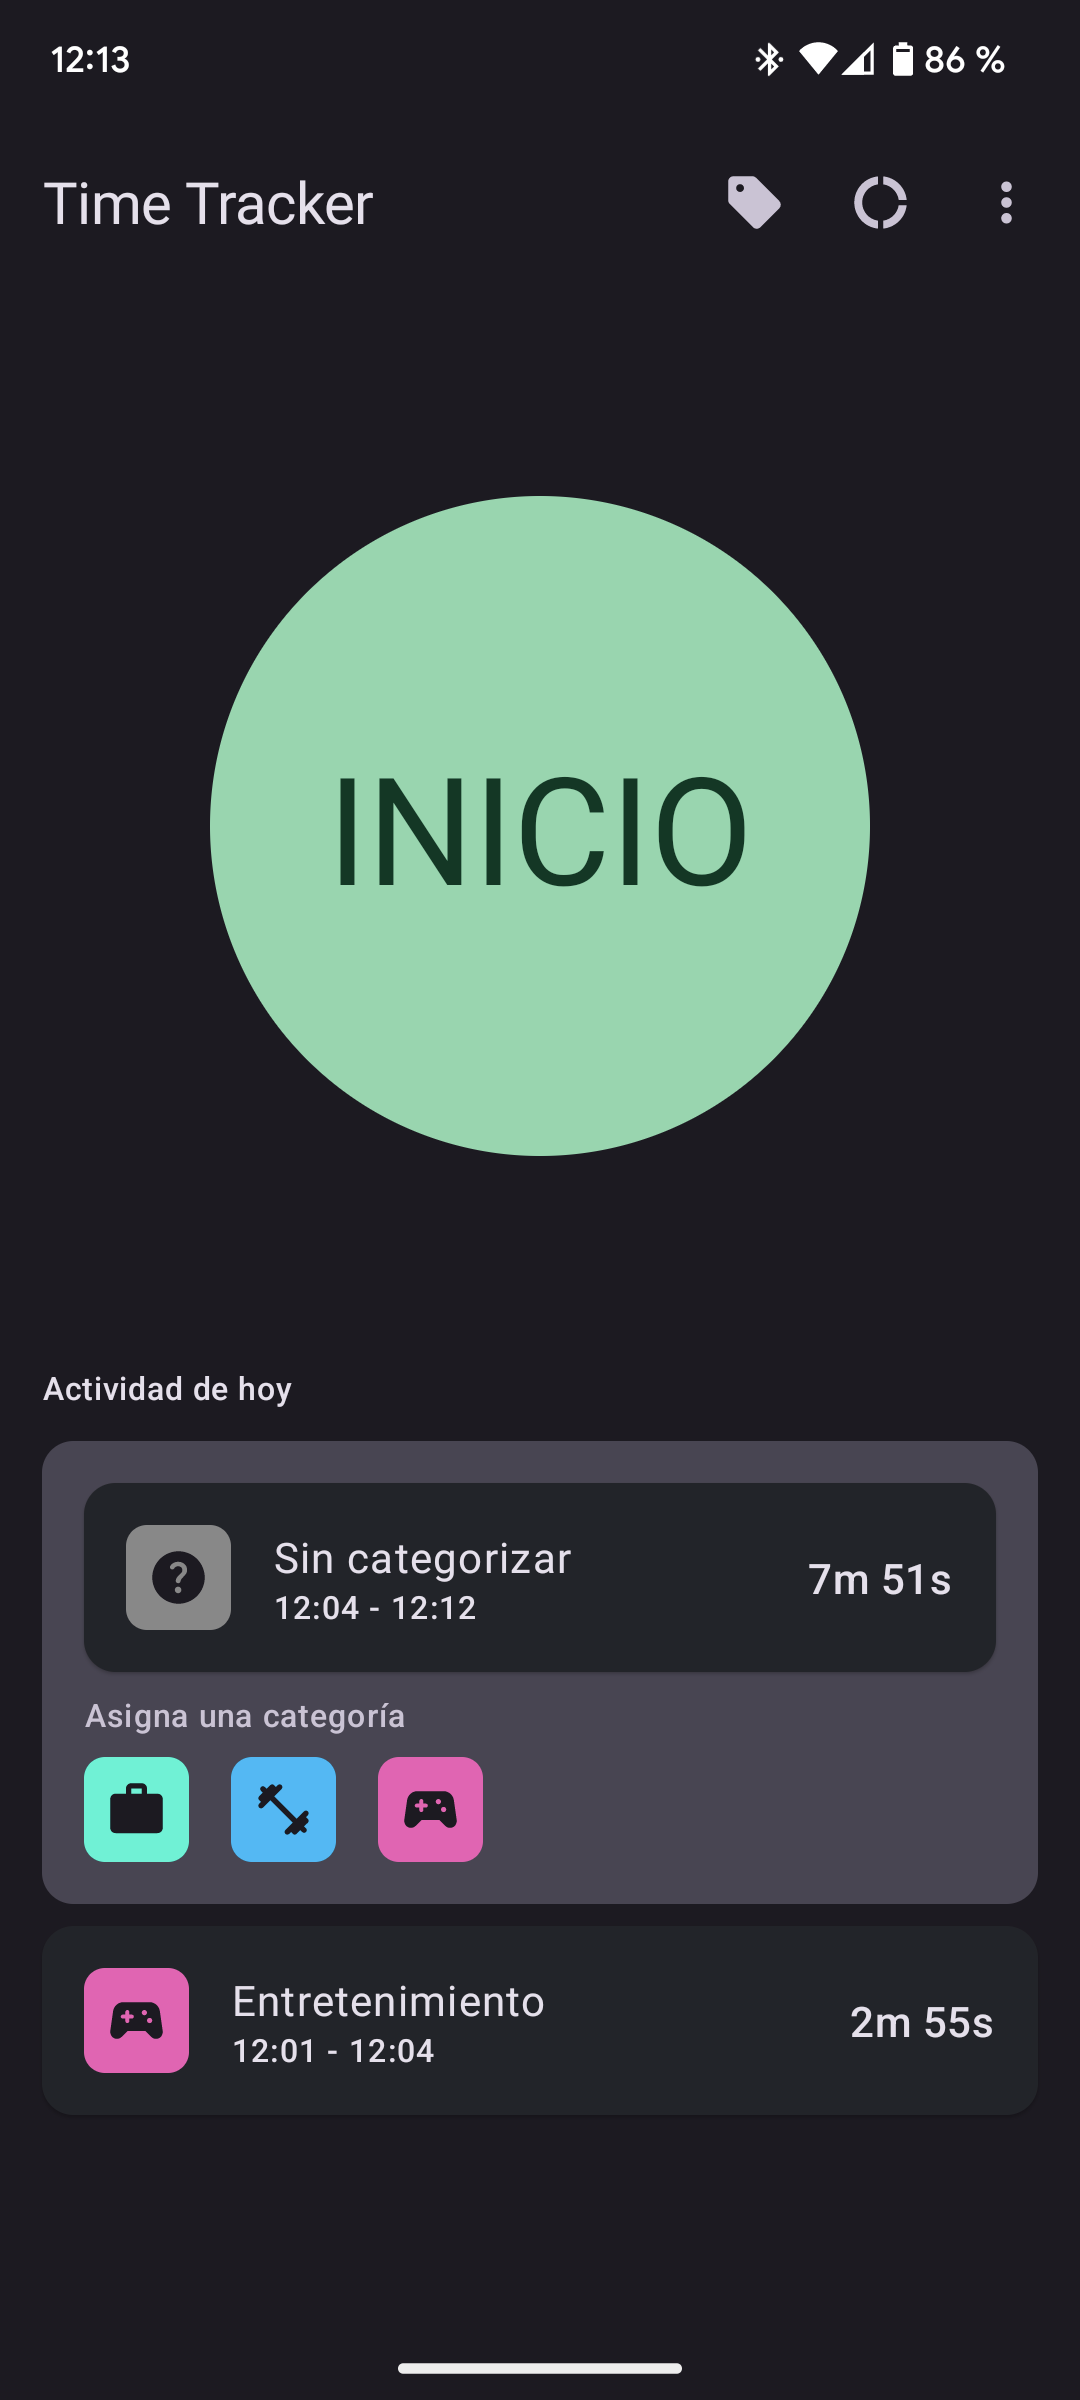 12:13
86 %
Time Tracker
INICIO
Actividad de hoy
Sin categorizar
12:04 - 12:12
7m 51s
Asigna una categoría
Entretenimiento
12:01 - 12:04
2m 55s